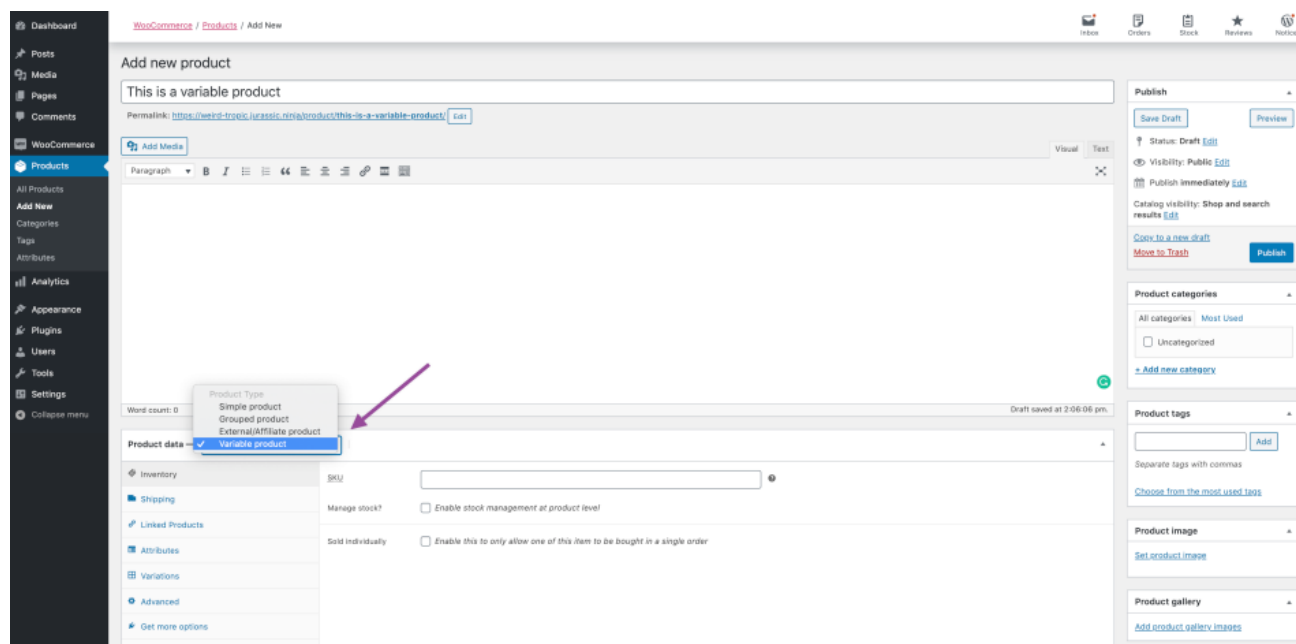 Dashboard
Posts
Media
Pages
Comments
WooCommerce
Products
All Products
Add New
Categories
Tags
Attributes
Analytics
Appearance
Plugins
Users
Tools
Settings
Collapse menu
WooCommerce / Products / Add New
Inbox
Orders
Stock
Reviews
Notice
Add new product
This is a variable product
Permalink: https://weird-tropic.jurassic.ninja/product/this-is-a-variable-product/ Edit
Add Media
Visual Text
Paragraph B I
Word count: 0
Draft saved at 2:06:06 pm.
Product Type
Simple product
Grouped product
External/Affiliate product
Variable product
Product data —
Inventory
Shipping
Linked Products
Attributes
Variations
Advanced
Get more options
SKU
Manage stock? Enable stock management at product level
Sold individually Enable this to only allow one of this item to be bought in a single order
Publish
Save Draft Preview
Status: Draft Edit
Visibility: Public Edit
Publish immediately Edit
Catalog visibility: Shop and search
results Edit
Copy to a new draft
Move to Trash Publish
Product categories
All categories Most Used
Uncategorized
+ Add new category
Product tags
Add
Separate tags with commas
Choose from the most used tags
Product image
Set product image
Product gallery
Add product gallery images